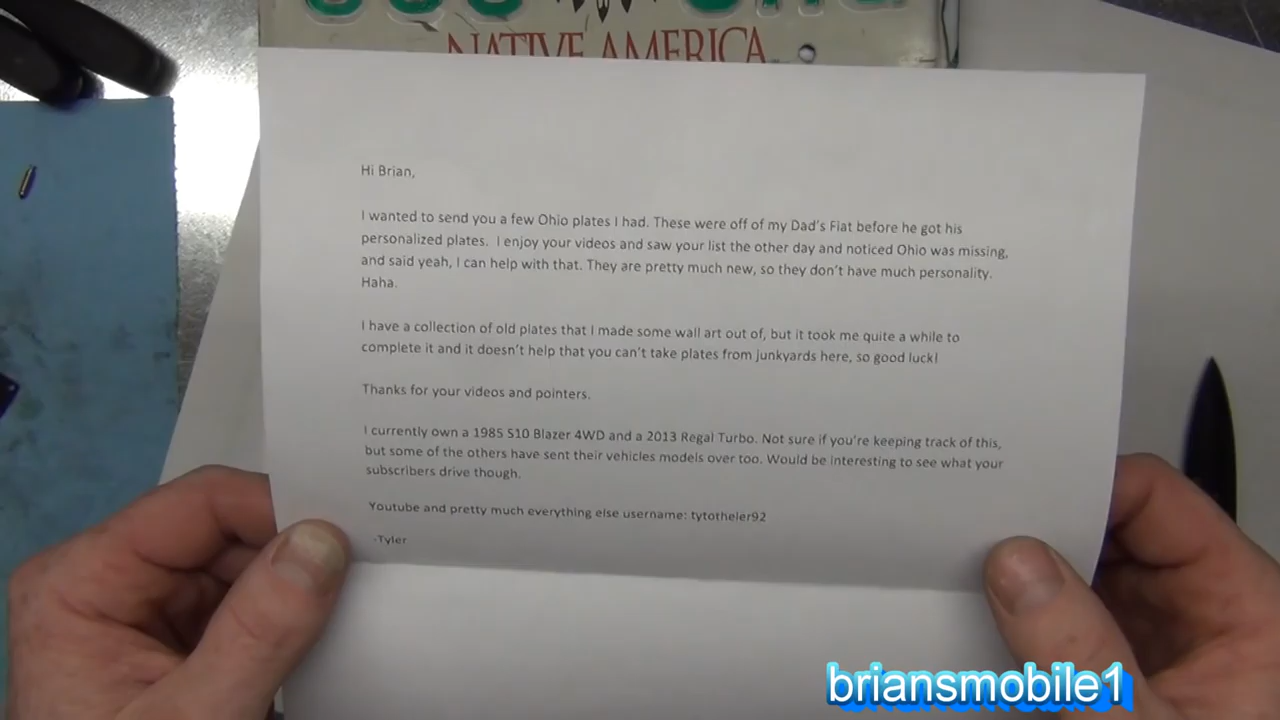 NATIVE AMERICA
Hi Brian,
I wanted to send you a few Ohio plates I had. These were off of my Dad's Fiat before he got his
personalized plates. I enjoy your videos and saw your list the other day and noticed Ohio was missing,
and said yeah, I can help with that. They are pretty much new, so they don't have much personality.
Haha.
I have a collection of old plates that I made some wall art out of, but it took me quite a while to
complete it and it doesn't help that you can't take plates from junkyards here, so good luck!
Thanks for your videos and pointers.
I currently own a 1985 S10 Blazer 4WD and a 2013 Regal Turbo. Not sure if you're keeping track of this,
but some of the others have sent their vehicles models over too. Would be interesting to see what your
subscribers drive though.
Youtube and pretty much everything else username: tytotheler92
-Tyler
briansmobile1